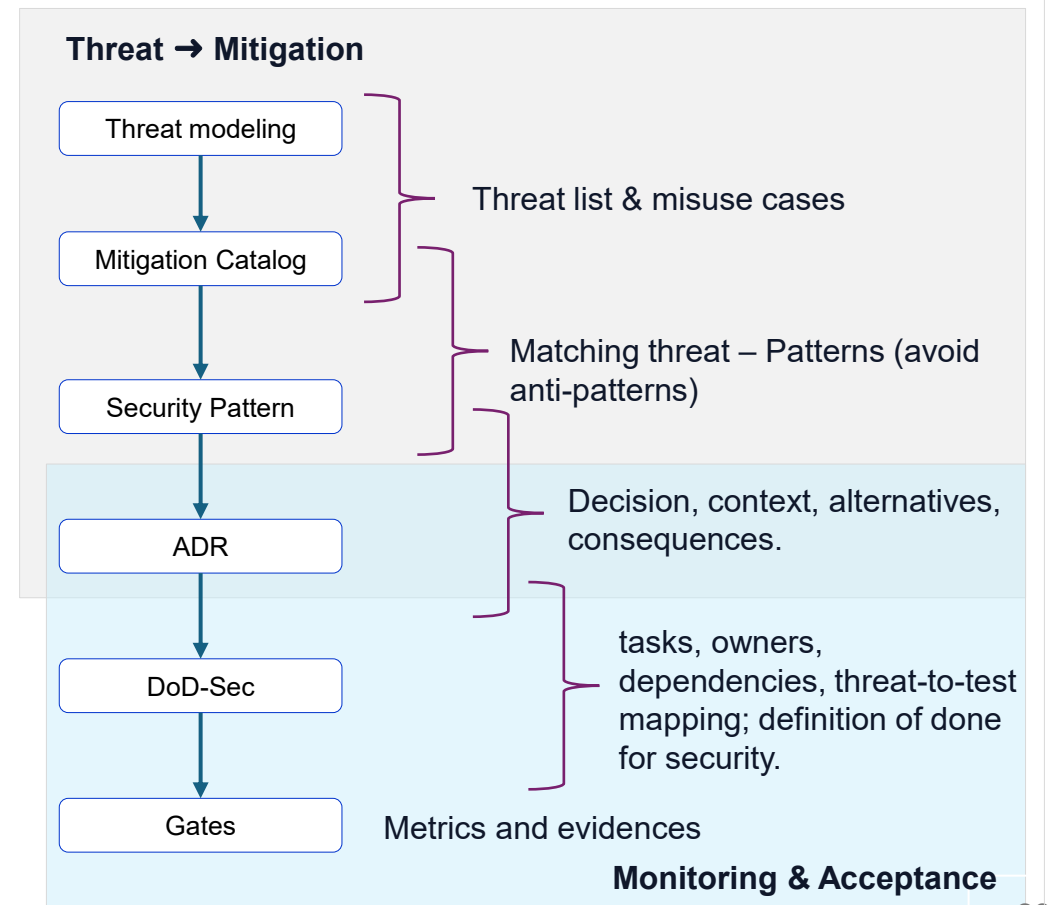 Threat ➜ Mitigation
Threat modeling
Threat list & misuse cases
Mitigation Catalog
Matching threat – Patterns (avoid
anti-patterns)
Security Pattern
Decision, context, alternatives,
consequences.
ADR
tasks, owners,
dependencies, threat-to-test
mapping; definition of done
for security.
DoD-Sec
Gates
Metrics and evidences
Monitoring & Acceptance